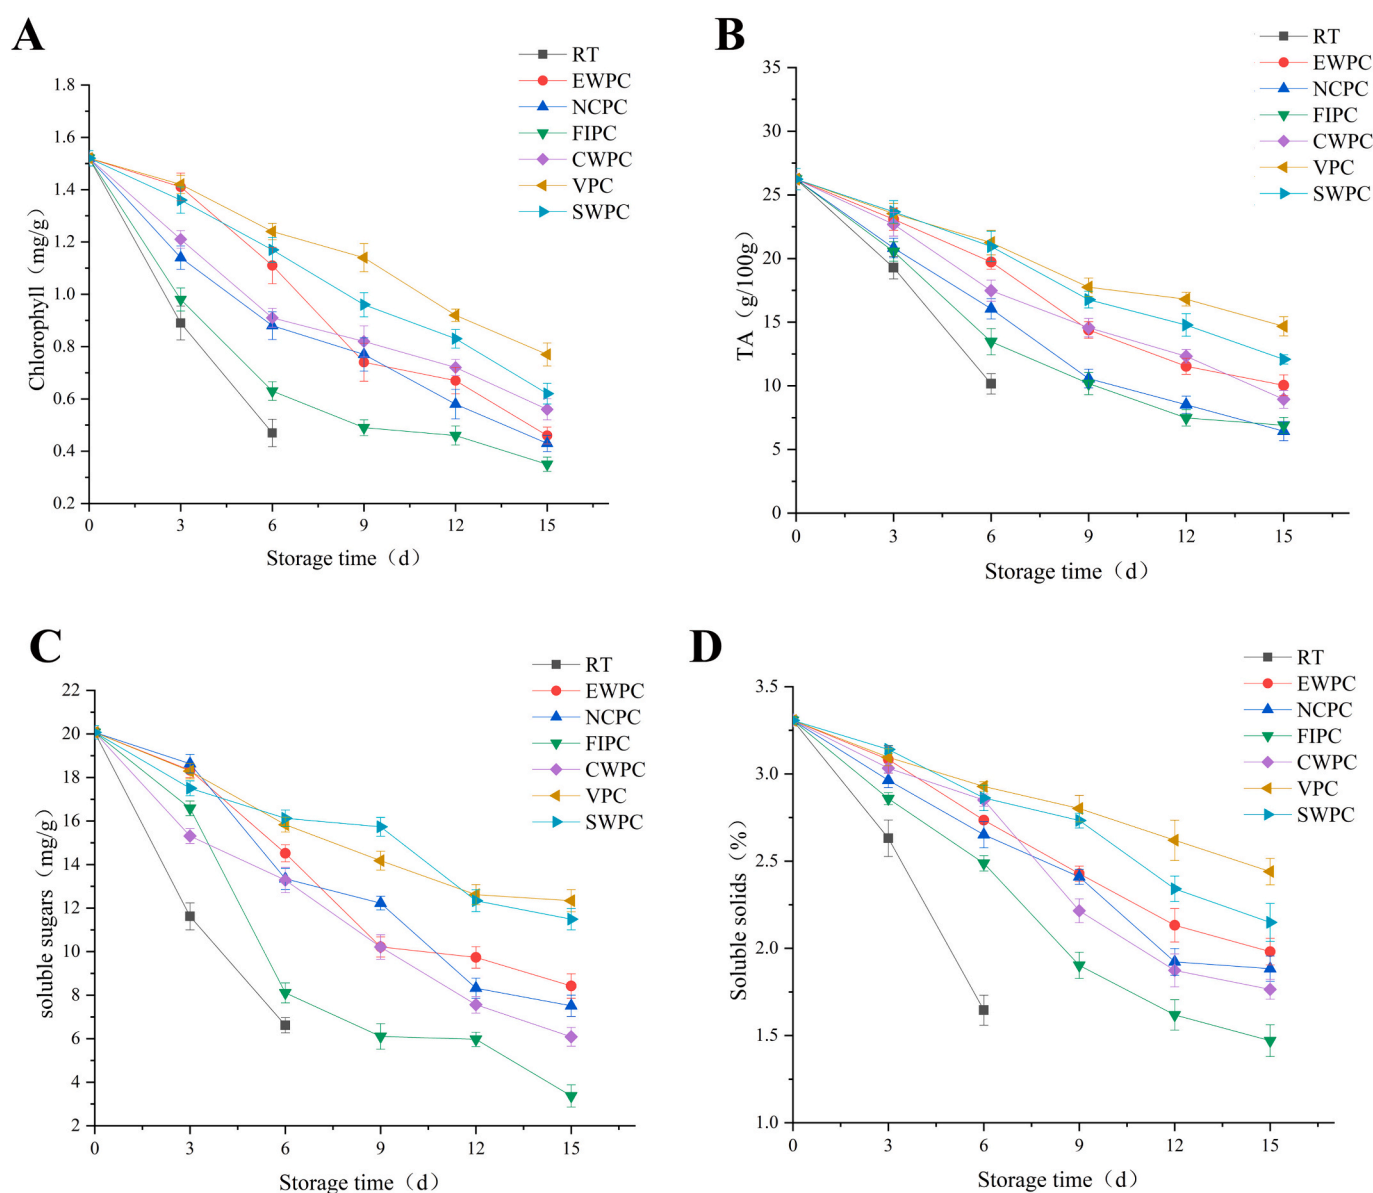 A
RT
EWPC
NCPC
FIPC
CWPC
VPC
SWPC
1.8
1.6
1.4
1.2
1.0
0.8
0.6
0.4
0.2
Chlorophyll（mg/g）
0 3 6 9 12 15
Storage time（d）
B
RT
EWPC
NCPC
FIPC
CWPC
VPC
SWPC
35
30
25
20
15
10
5
0
TA（g/100g）
0 3 6 9 12 15
Storage time（d）
C
RT
EWPC
NCPC
FIPC
CWPC
VPC
SWPC
22
20
18
16
14
12
10
8
6
4
2
soluble sugars（mg/g）
0 3 6 9 12 15
Storage time（d）
D
RT
EWPC
NCPC
FIPC
CWPC
VPC
SWPC
3.5
3.0
2.5
2.0
1.5
1.0
Soluble solids（%）
0 3 6 9 12 15
Storage time（d）